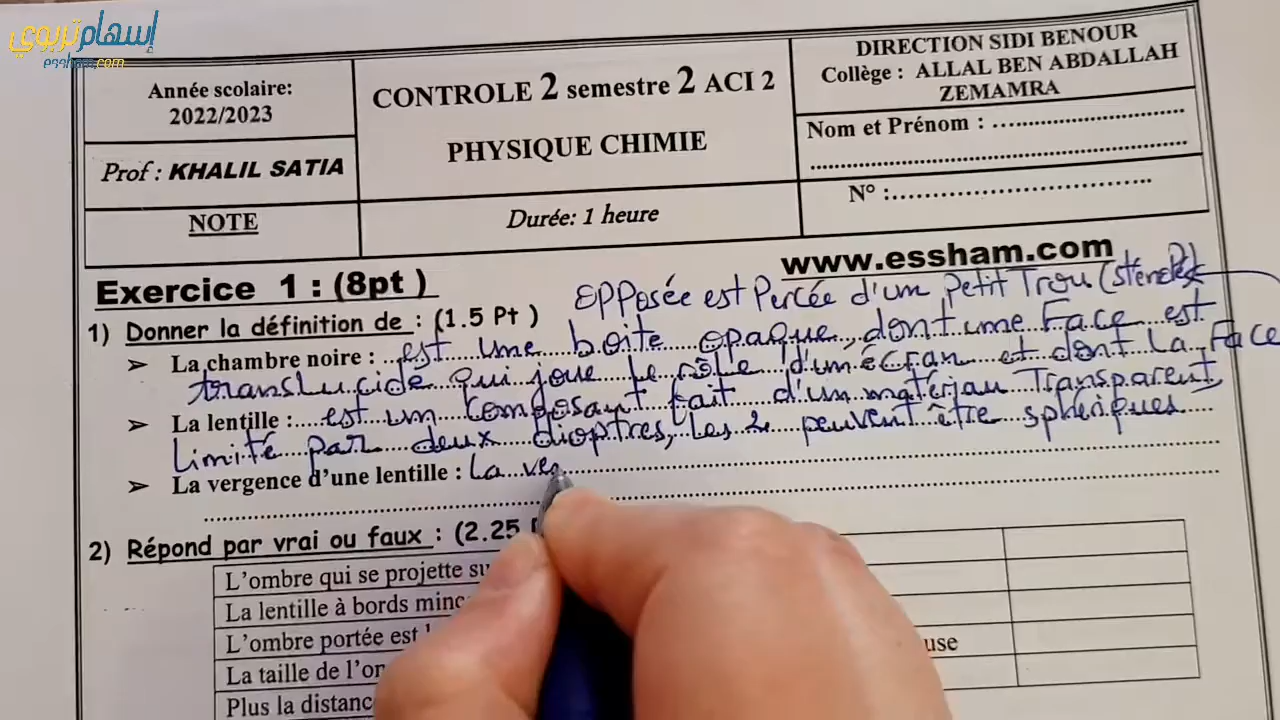 إسهام تربوي
essham.com
Année scolaire:
2022/2023
Prof : KHALIL SATIA
NOTE
CONTROLE 2 semestre 2 ACI 2
PHYSIQUE CHIMIE
Durée: 1 heure
DIRECTION SIDI BENOUR
Collège : ALLAL BEN ABDALLAH
ZEMAMRA
Nom et Prénom :
N° :
www.essham.com
Exercice 1 : (8pt )
opposée est percée d'un petit Trou
1) Donner la définition de : (1.5 Pt )
➢ La chambre noire : est une boite opaque, dont une Face est
translucide qui joue le rôle d'un écran et dont la Face
➢ La lentille : est un composant fait d'un matériau Transparent,
limité par deux dioptres, les 2 peuvent être sphériques
➢ La vergence d'une lentille : La ve
2) Répond par vrai ou faux : (2.25
L'ombre qui se projette su
La lentille à bords minc
L'ombre portée est
use
La taille de l'o
Plus la distanc